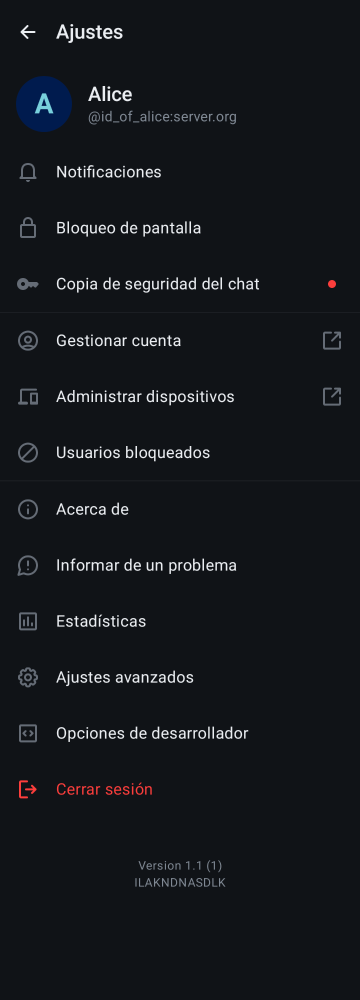 Ajustes
A
Alice
@id_of_alice:server.org
Notificaciones
Bloqueo de pantalla
Copia de seguridad del chat
Gestionar cuenta
Administrar dispositivos
Usuarios bloqueados
Acerca de
Informar de un problema
Estadísticas
Ajustes avanzados
Opciones de desarrollador
Cerrar sesión
Version 1.1 (1)
ILAKNDNASDLK